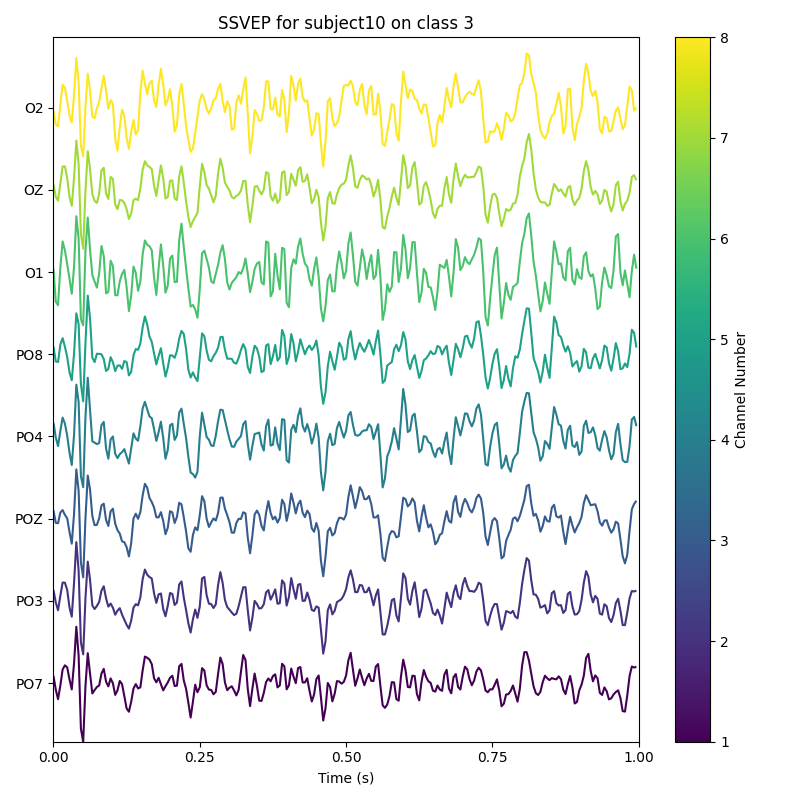 SSVEP for subject10 on class 3
O2
OZ
O1
PO8
PO4
POZ
PO3
PO7
0.00 0.25 0.50 0.75 1.00
Time (s)
8
7
6
5
4
3
2
1
Channel Number